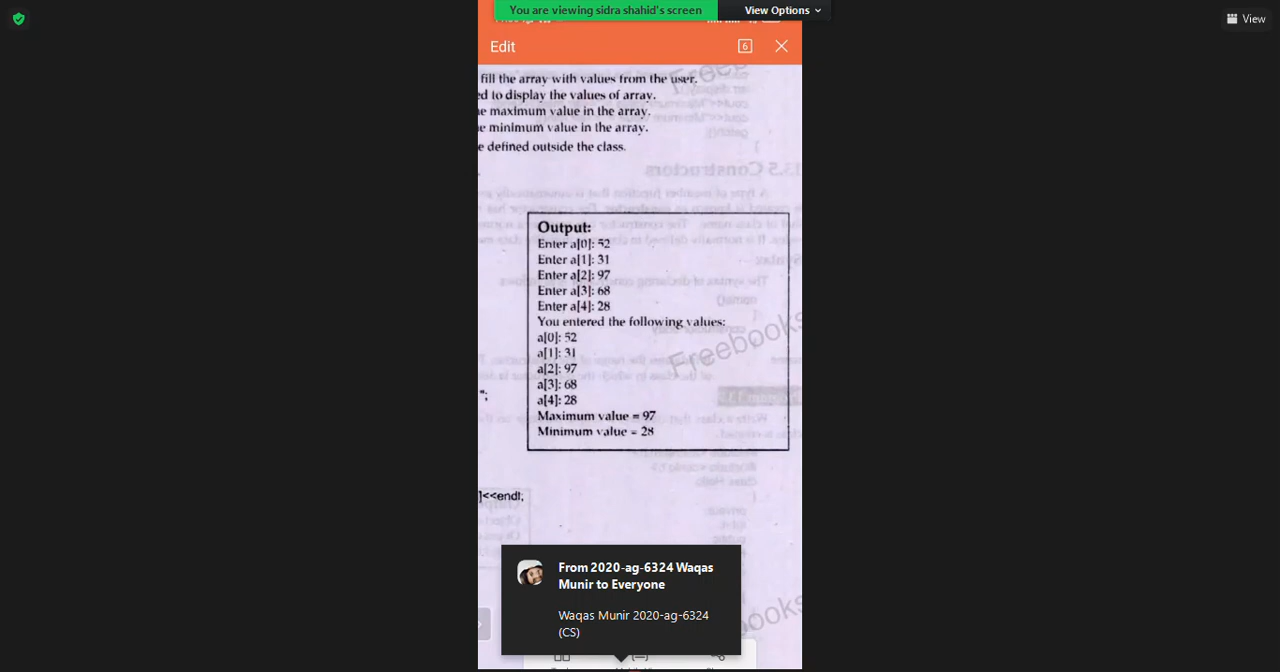 You are viewing sidra shahid's screen
View Options
View
Edit
6
fill the array with values from the user.
ed to display the values of array.
e maximum value in the array.
e minimum value in the array.
e defined outside the class.
Output:
Enter a[0]: 52
Enter a[1]: 31
Enter a[2]: 97
Enter a[3]: 68
Enter a[4]: 28
You entered the following values:
a[0]: 52
a[1]: 31
a[2]: 97
a[3]: 68
a[4]: 28
";
Maximum value = 97
Minimum value = 28
]<<endl;
Freebooks
From 2020-ag-6324 Waqas
Munir to Everyone
Waqas Munir 2020-ag-6324
(CS)